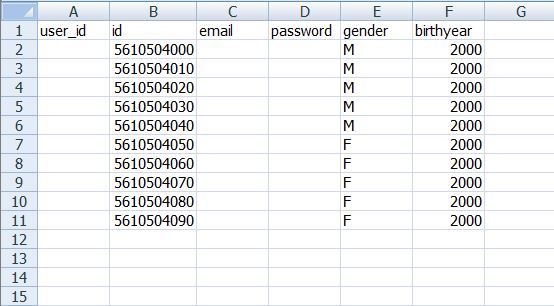 A B C D E F G
1 user_id id email password gender birthyear
2 5610504000 M 2000
3 5610504010 M 2000
4 5610504020 M 2000
5 5610504030 M 2000
6 5610504040 M 2000
7 5610504050 F 2000
8 5610504060 F 2000
9 5610504070 F 2000
10 5610504080 F 2000
11 5610504090 F 2000
12
13
14
15